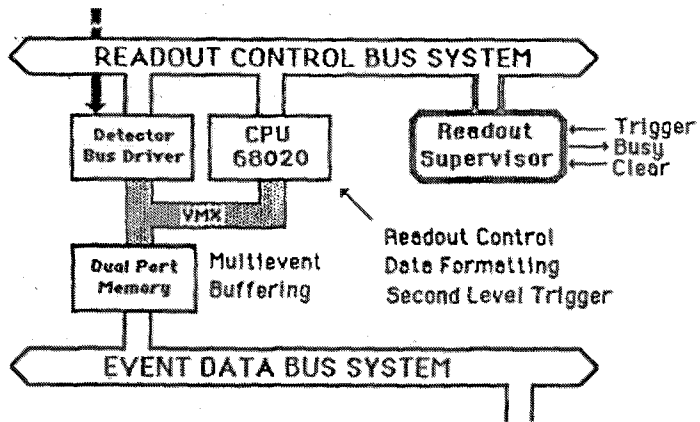 READOUT CONTROL BUS SYSTEM
Detector
Bus Driver
CPU
68020
Readout
Supervisor
Trigger
Busy
Clear
VMX
Readout Control
Data Formatting
Second Level Trigger
Dual Port
Memory
Multievent
Buffering
EVENT DATA BUS SYSTEM